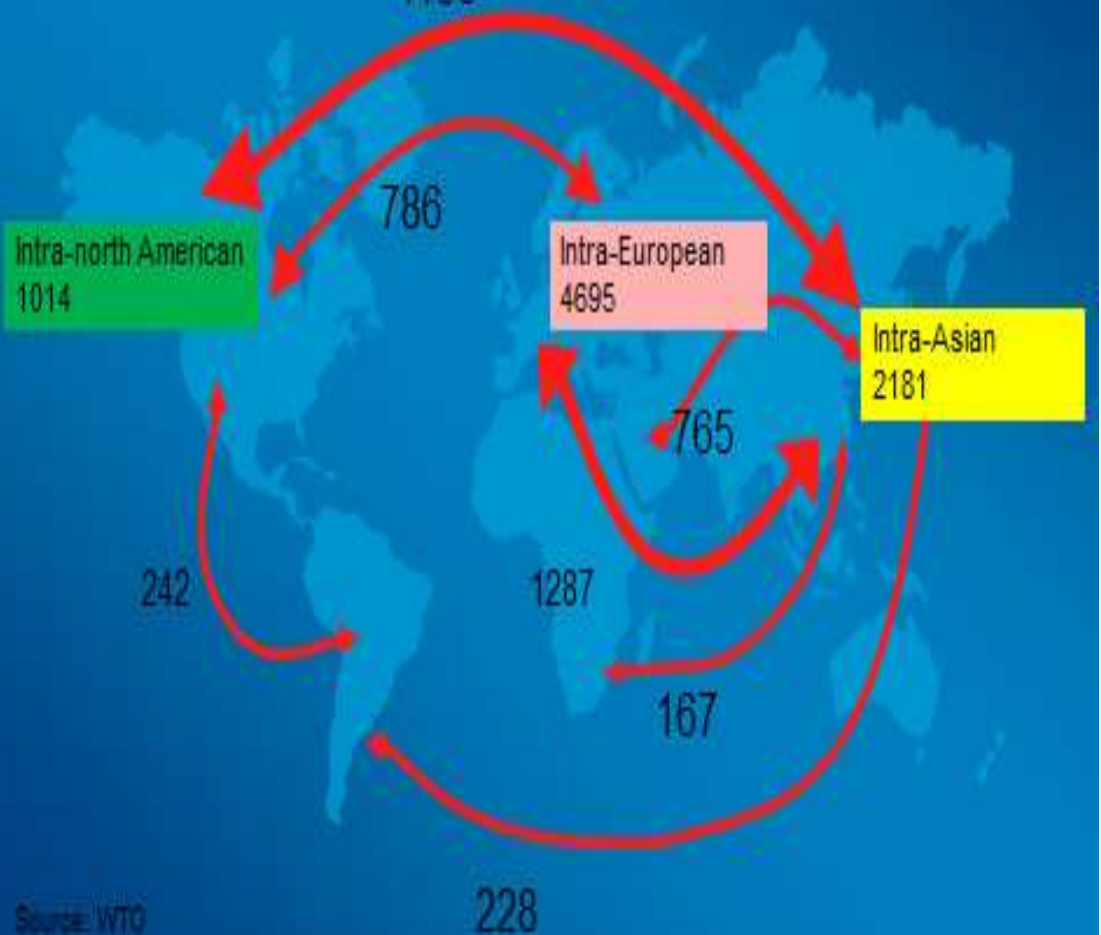 786
Intra-north American
1014
Intra-European
4695
Intra-Asian
2181
765
242
1287
167
228
Source: WTO